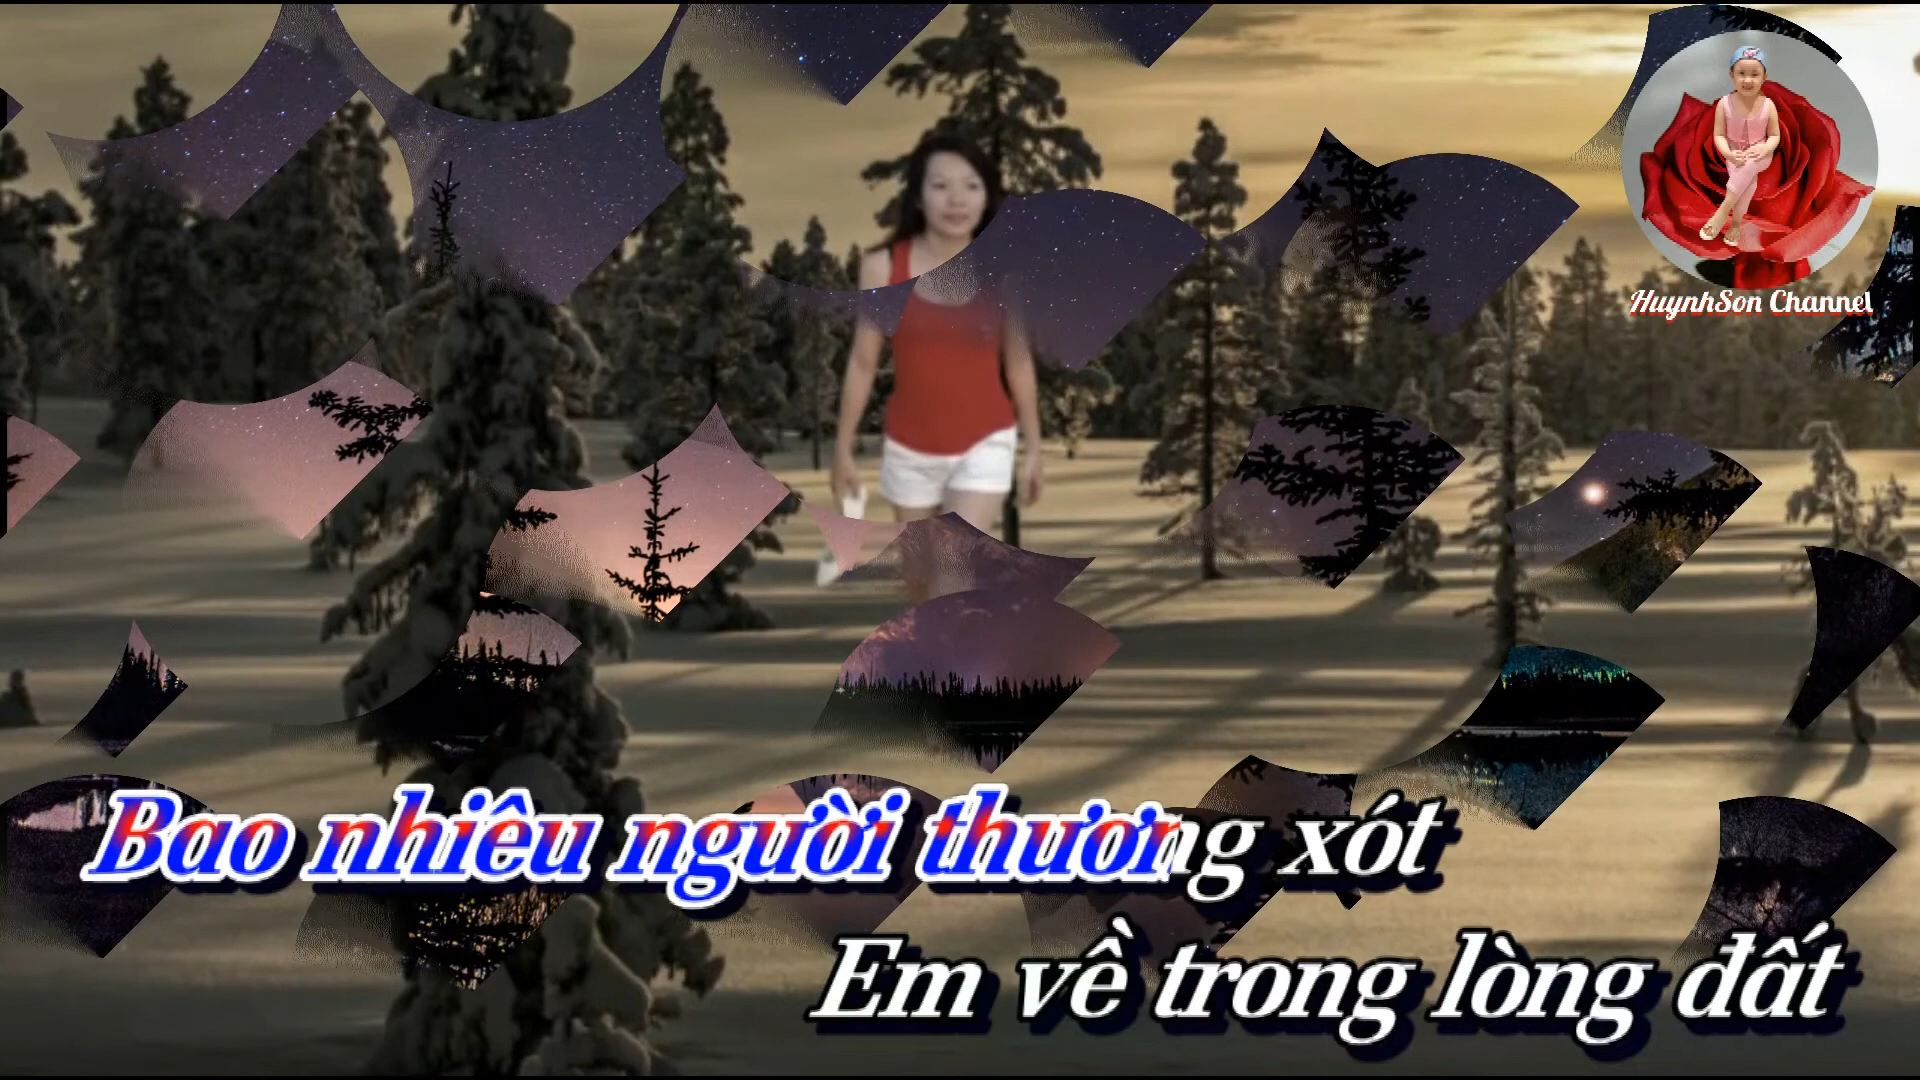 HuynhSon Channel
Bao nhiêu người thương xót
Em về trong lòng đất